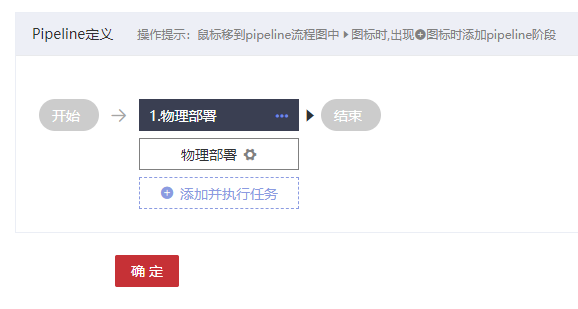 Pipeline定义 操作提示：鼠标移到pipeline流程图中图标时,出现图标时添加pipeline阶段
开始 1.物理部署 ••• 结束
物理部署
添加并执行任务
确定